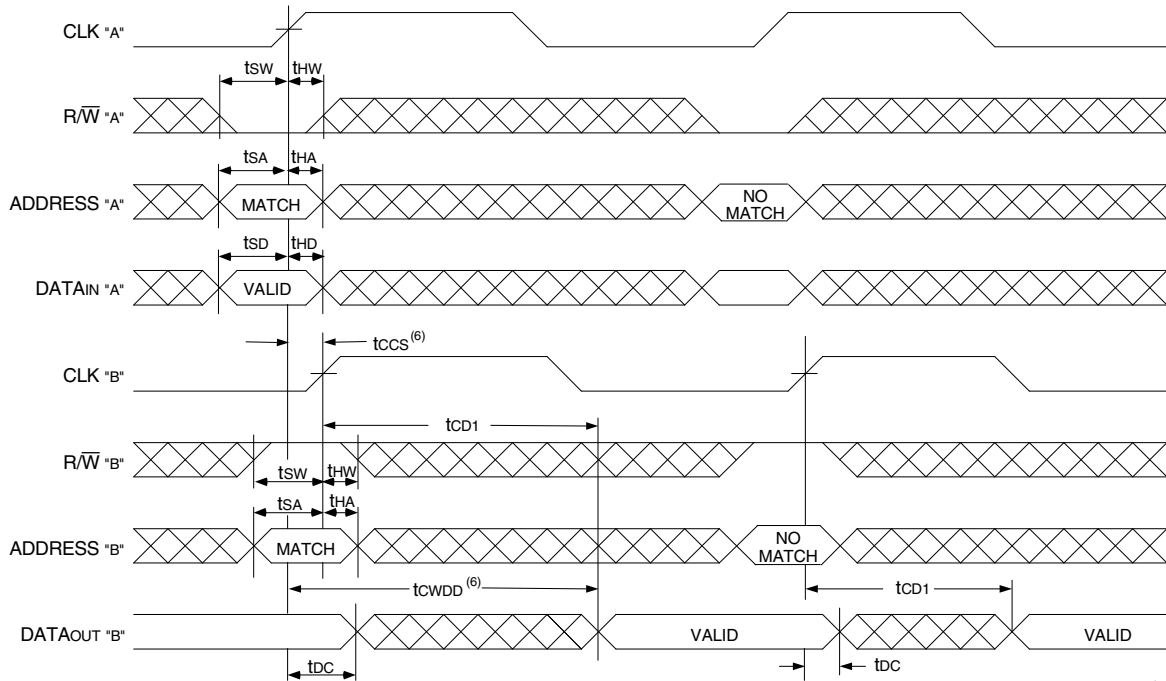 CLK "A"
tSW tHW
R/W̅ "A"
tSA tHA
ADDRESS "A" MATCH NO MATCH
tSD tHD
DATAIN "A" VALID
tCCS(6)
CLK "B"
tCD1
R/W̅ "B"
tSW tHW
tSA tHA
ADDRESS "B" MATCH NO MATCH
tCWDD(6) tCD1
DATAOUT "B" VALID VALID
tDC tDC